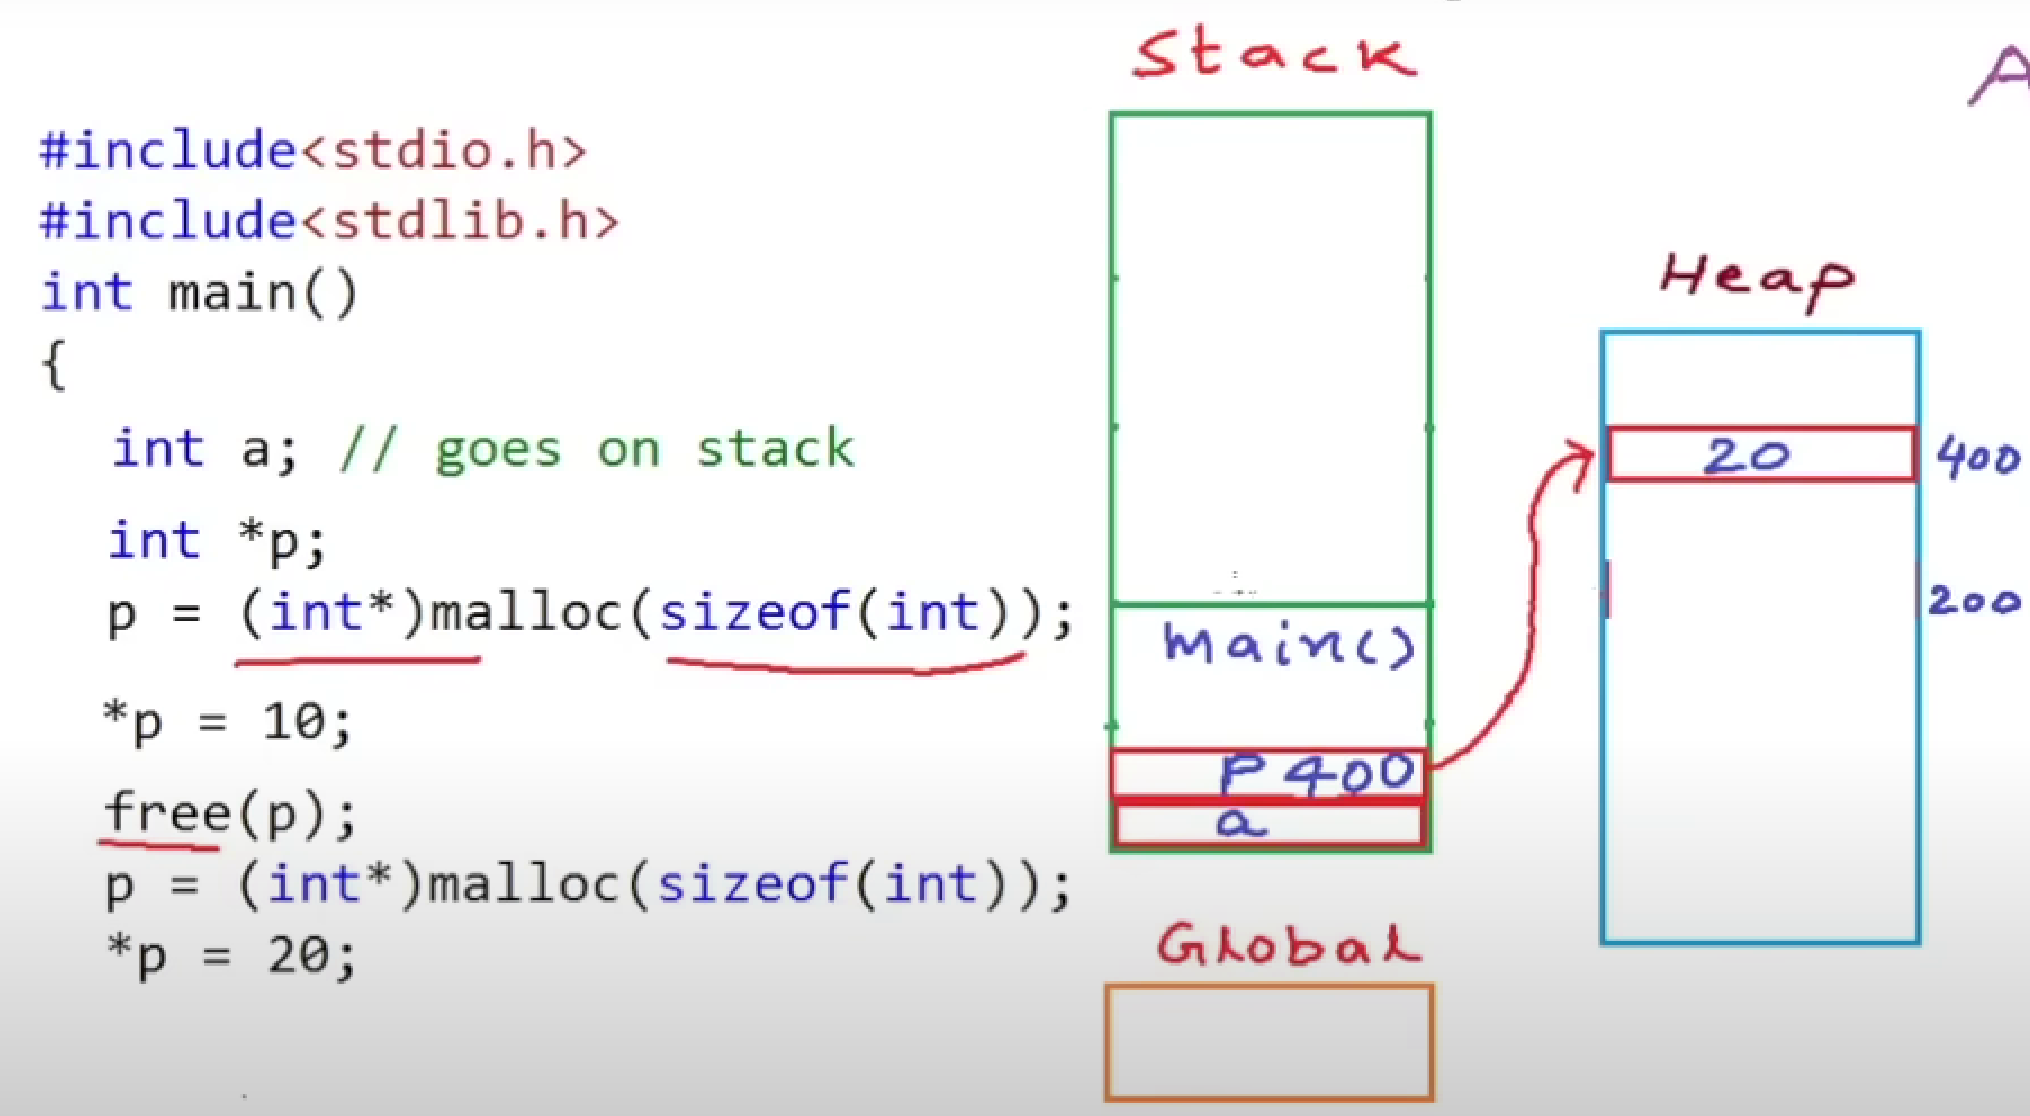 #include<stdio.h>
#include<stdlib.h>
int main()
{
int a; // goes on stack
int *p;
p = (int*)malloc(sizeof(int));
*p = 10;
free(p);
p = (int*)malloc(sizeof(int));
*p = 20;
Stack
main()
P 400
a
Global
Heap
20 400
200
A